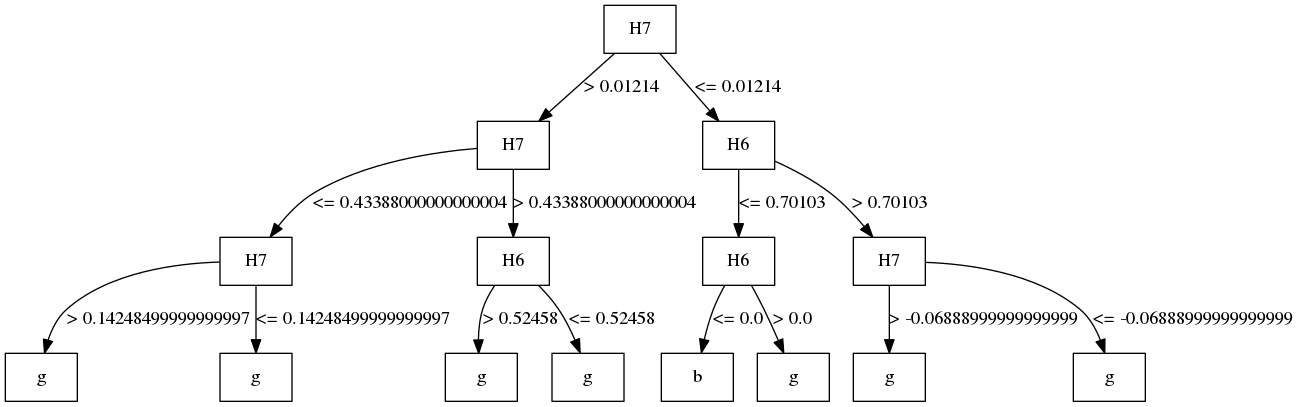 H7
> 0.01214
<= 0.01214
H7
H6
<= 0.43388000000000004
> 0.43388000000000004
<= 0.70103
> 0.70103
H7
H6
H6
H7
> 0.14248499999999997
<= 0.14248499999999997
> 0.52458
<= 0.52458
<= 0.0
> 0.0
> -0.06888999999999999
<= -0.06888999999999999
g
g
g
g
b
g
g
g